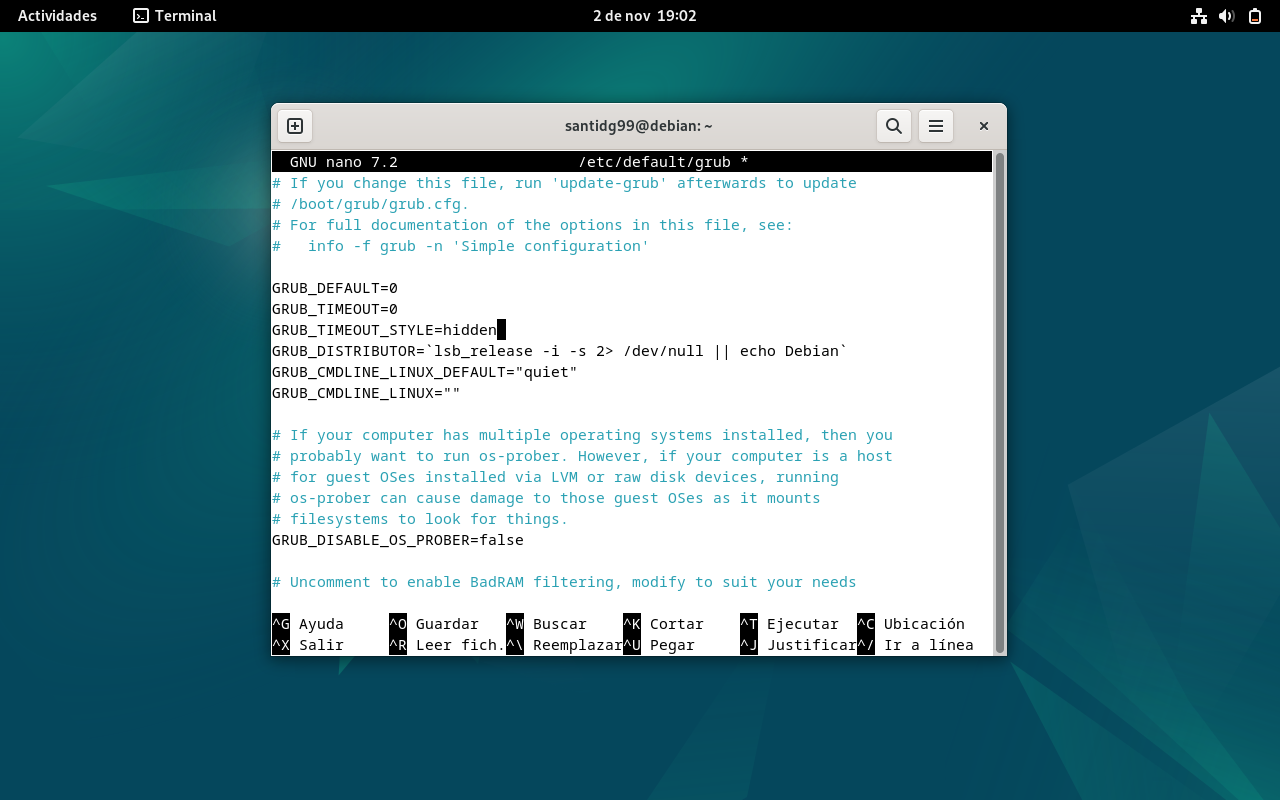 Actividades Terminal 2 de nov 19:02
santidg99@debian: ~
GNU nano 7.2 /etc/default/grub *
# If you change this file, run 'update-grub' afterwards to update
# /boot/grub/grub.cfg.
# For full documentation of the options in this file, see:
#   info -f grub -n 'Simple configuration'
GRUB_DEFAULT=0
GRUB_TIMEOUT=0
GRUB_TIMEOUT_STYLE=hidden
GRUB_DISTRIBUTOR=`lsb_release -i -s 2> /dev/null || echo Debian`
GRUB_CMDLINE_LINUX_DEFAULT="quiet"
GRUB_CMDLINE_LINUX=""
# If your computer has multiple operating systems installed, then you
# probably want to run os-prober. However, if your computer is a host
# for guest OSes installed via LVM or raw disk devices, running
# os-prober can cause damage to those guest OSes as it mounts
# filesystems to look for things.
GRUB_DISABLE_OS_PROBER=false
# Uncomment to enable BadRAM filtering, modify to suit your needs
^G Ayuda ^O Guardar ^W Buscar ^K Cortar ^T Ejecutar ^C Ubicación
^X Salir ^R Leer fich. ^\ Reemplazar ^U Pegar ^J Justificar ^/ Ir a línea